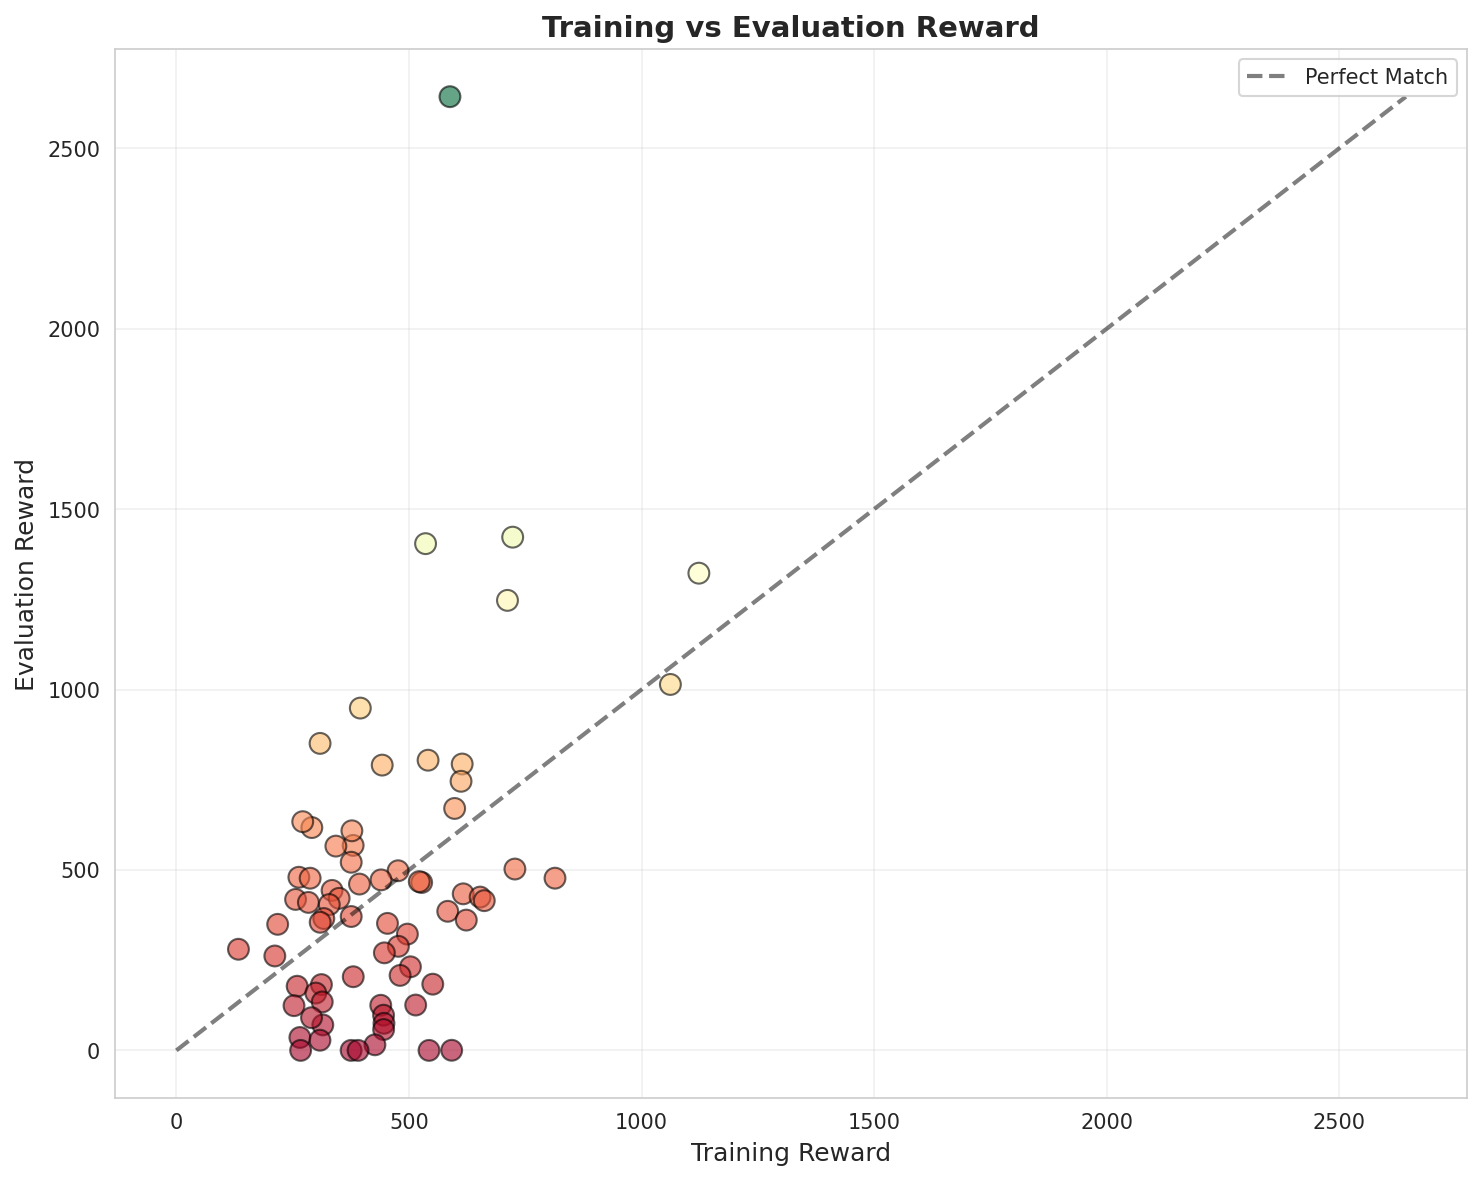 Training vs Evaluation Reward
Perfect Match
2500
2000
1500
1000
500
0
Evaluation Reward
0 500 1000 1500 2000 2500
Training Reward